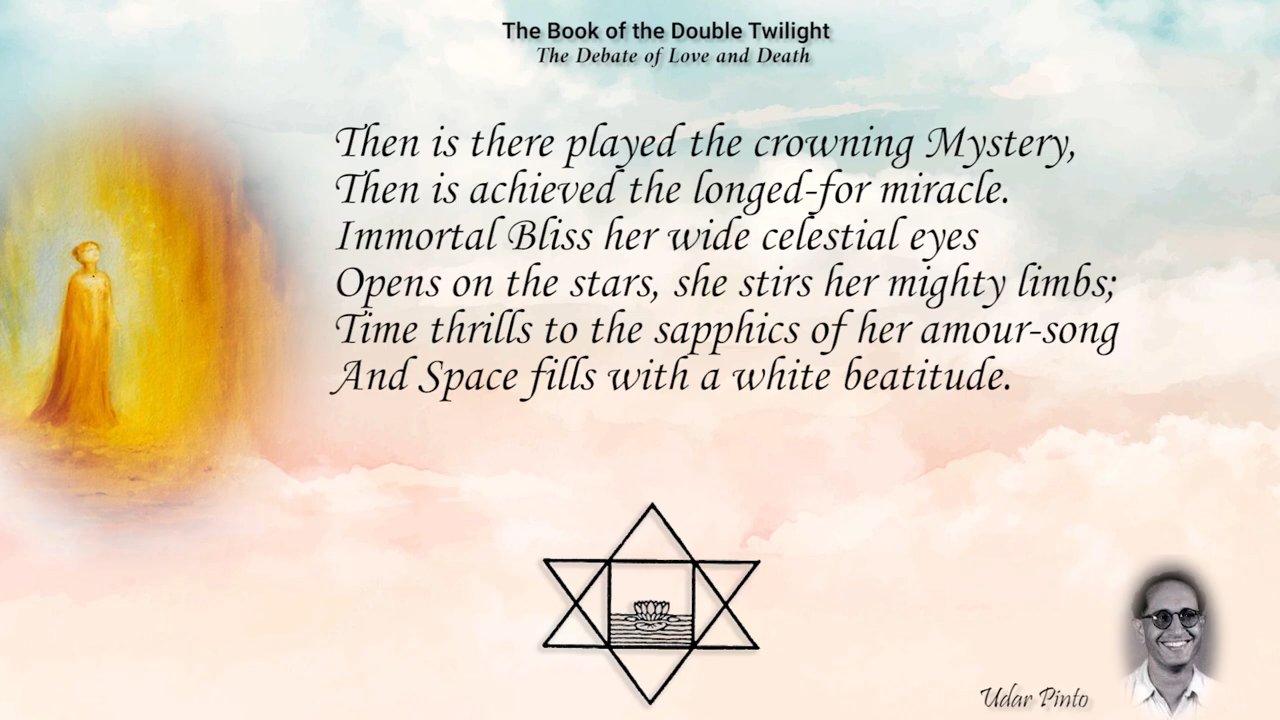 The Book of the Double Twilight
The Debate of Love and Death
Then is there played the crowning Mystery,
Then is achieved the longed-for miracle.
Immortal Bliss her wide celestial eyes
Opens on the stars, she stirs her mighty limbs;
Time thrills to the sapphics of her amour-song
And Space fills with a white beatitude.
Udar Pinto